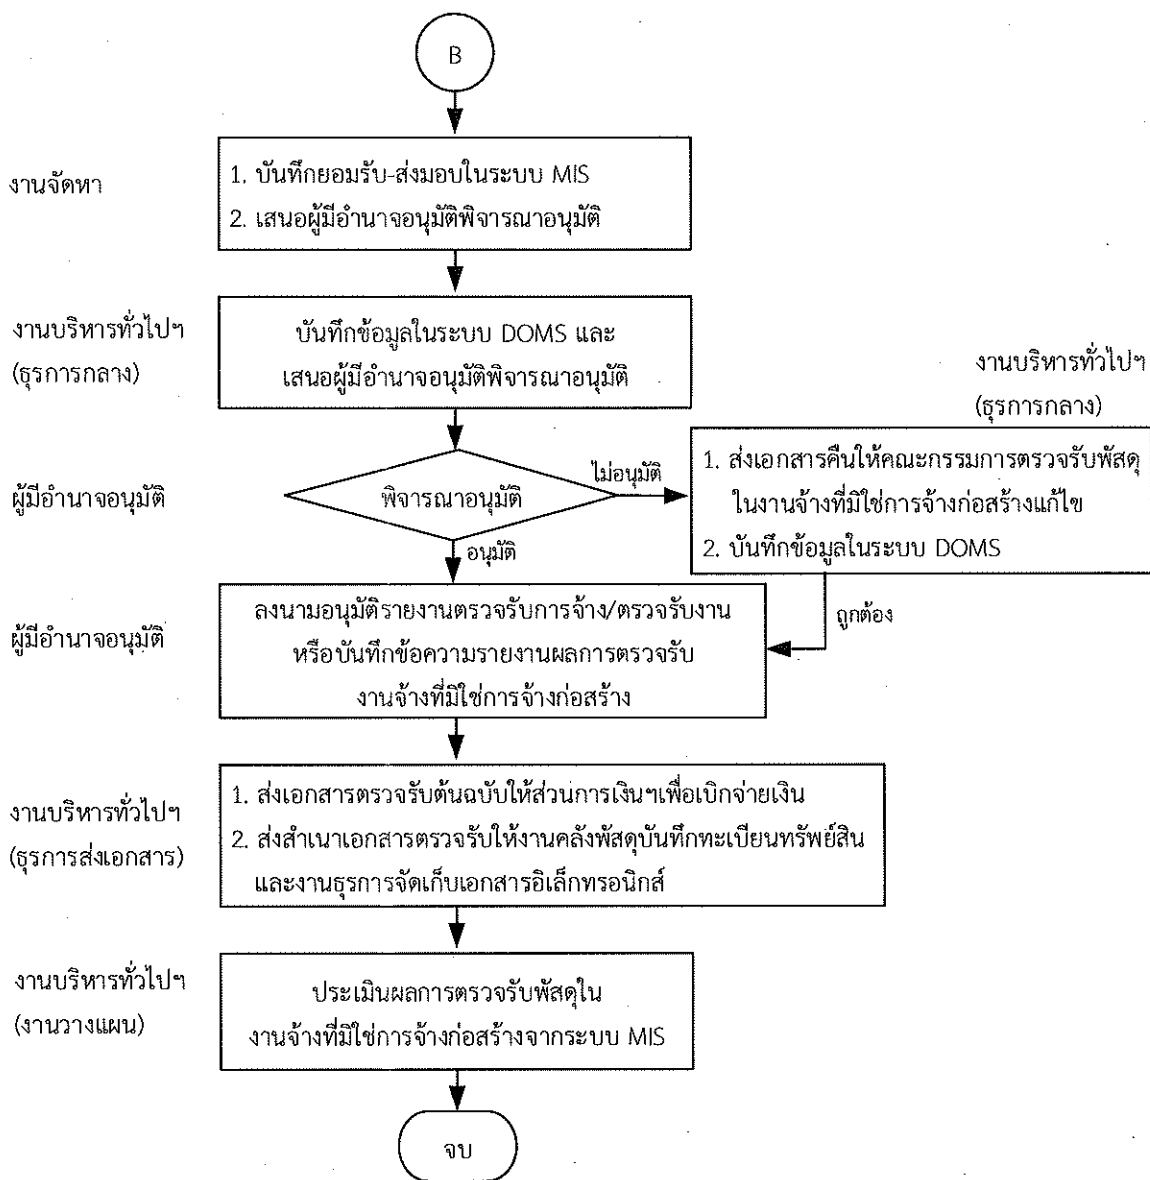 B
งานจัดหา
1. บันทึกยอมรับ-ส่งมอบในระบบ MIS
2. เสนอผู้มีอำนาจอนุมัติพิจารณาอนุมัติ
งานบริหารทั่วไปฯ
(ธุรการกลาง)
บันทึกข้อมูลในระบบ DOMS และ
เสนอผู้มีอำนาจอนุมัติพิจารณาอนุมัติ
งานบริหารทั่วไปฯ
(ธุรการกลาง)
ผู้มีอำนาจอนุมัติ
พิจารณาอนุมัติ
ไม่อนุมัติ
1. ส่งเอกสารคืนให้คณะกรรมการตรวจรับพัสดุ
ในงานจ้างที่มิใช่การจ้างก่อสร้างแก้ไข
2. บันทึกข้อมูลในระบบ DOMS
อนุมัติ
ถูกต้อง
ผู้มีอำนาจอนุมัติ
ลงนามอนุมัติรายงานตรวจรับการจ้าง/ตรวจรับงาน
หรือบันทึกข้อความรายงานผลการตรวจรับ
งานจ้างที่มิใช่การจ้างก่อสร้าง
งานบริหารทั่วไปฯ
(ธุรการส่งเอกสาร)
1. ส่งเอกสารตรวจรับต้นฉบับให้ส่วนการเงินฯเพื่อเบิกจ่ายเงิน
2. ส่งสำเนาเอกสารตรวจรับให้งานคลังพัสดุบันทึกทะเบียนทรัพย์สิน
และงานธุรการจัดเก็บเอกสารอิเล็กทรอนิกส์
งานบริหารทั่วไปฯ
(งานวางแผน)
ประเมินผลการตรวจรับพัสดุใน
งานจ้างที่มิใช่การจ้างก่อสร้างจากระบบ MIS
จบ